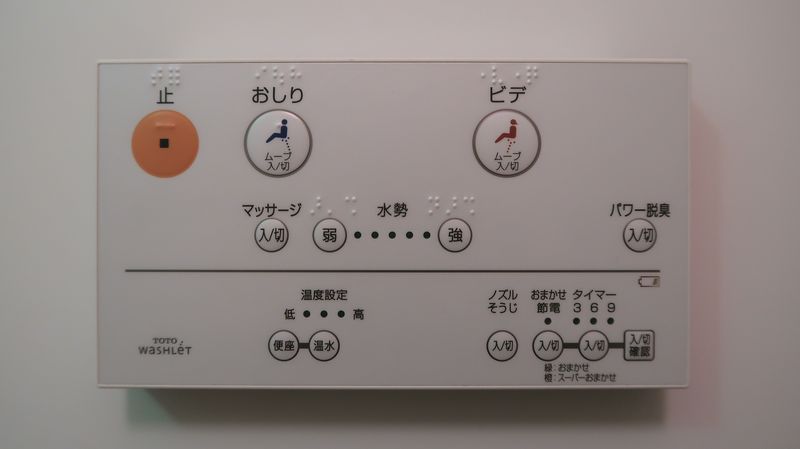 止 おしり ビデ
ムーブ
入/切
ムーブ
入/切
マッサージ 水勢 パワー脱臭
入/切 弱 強 入/切
温度設定
低 高
便座 温水
ノズル
そうじ
入/切
おまかせ
節電
入/切
タイマー
3 6 9
入/切
入/切
確認
緑:おまかせ
橙:スーパーおまかせ
TOTO
WASHLET